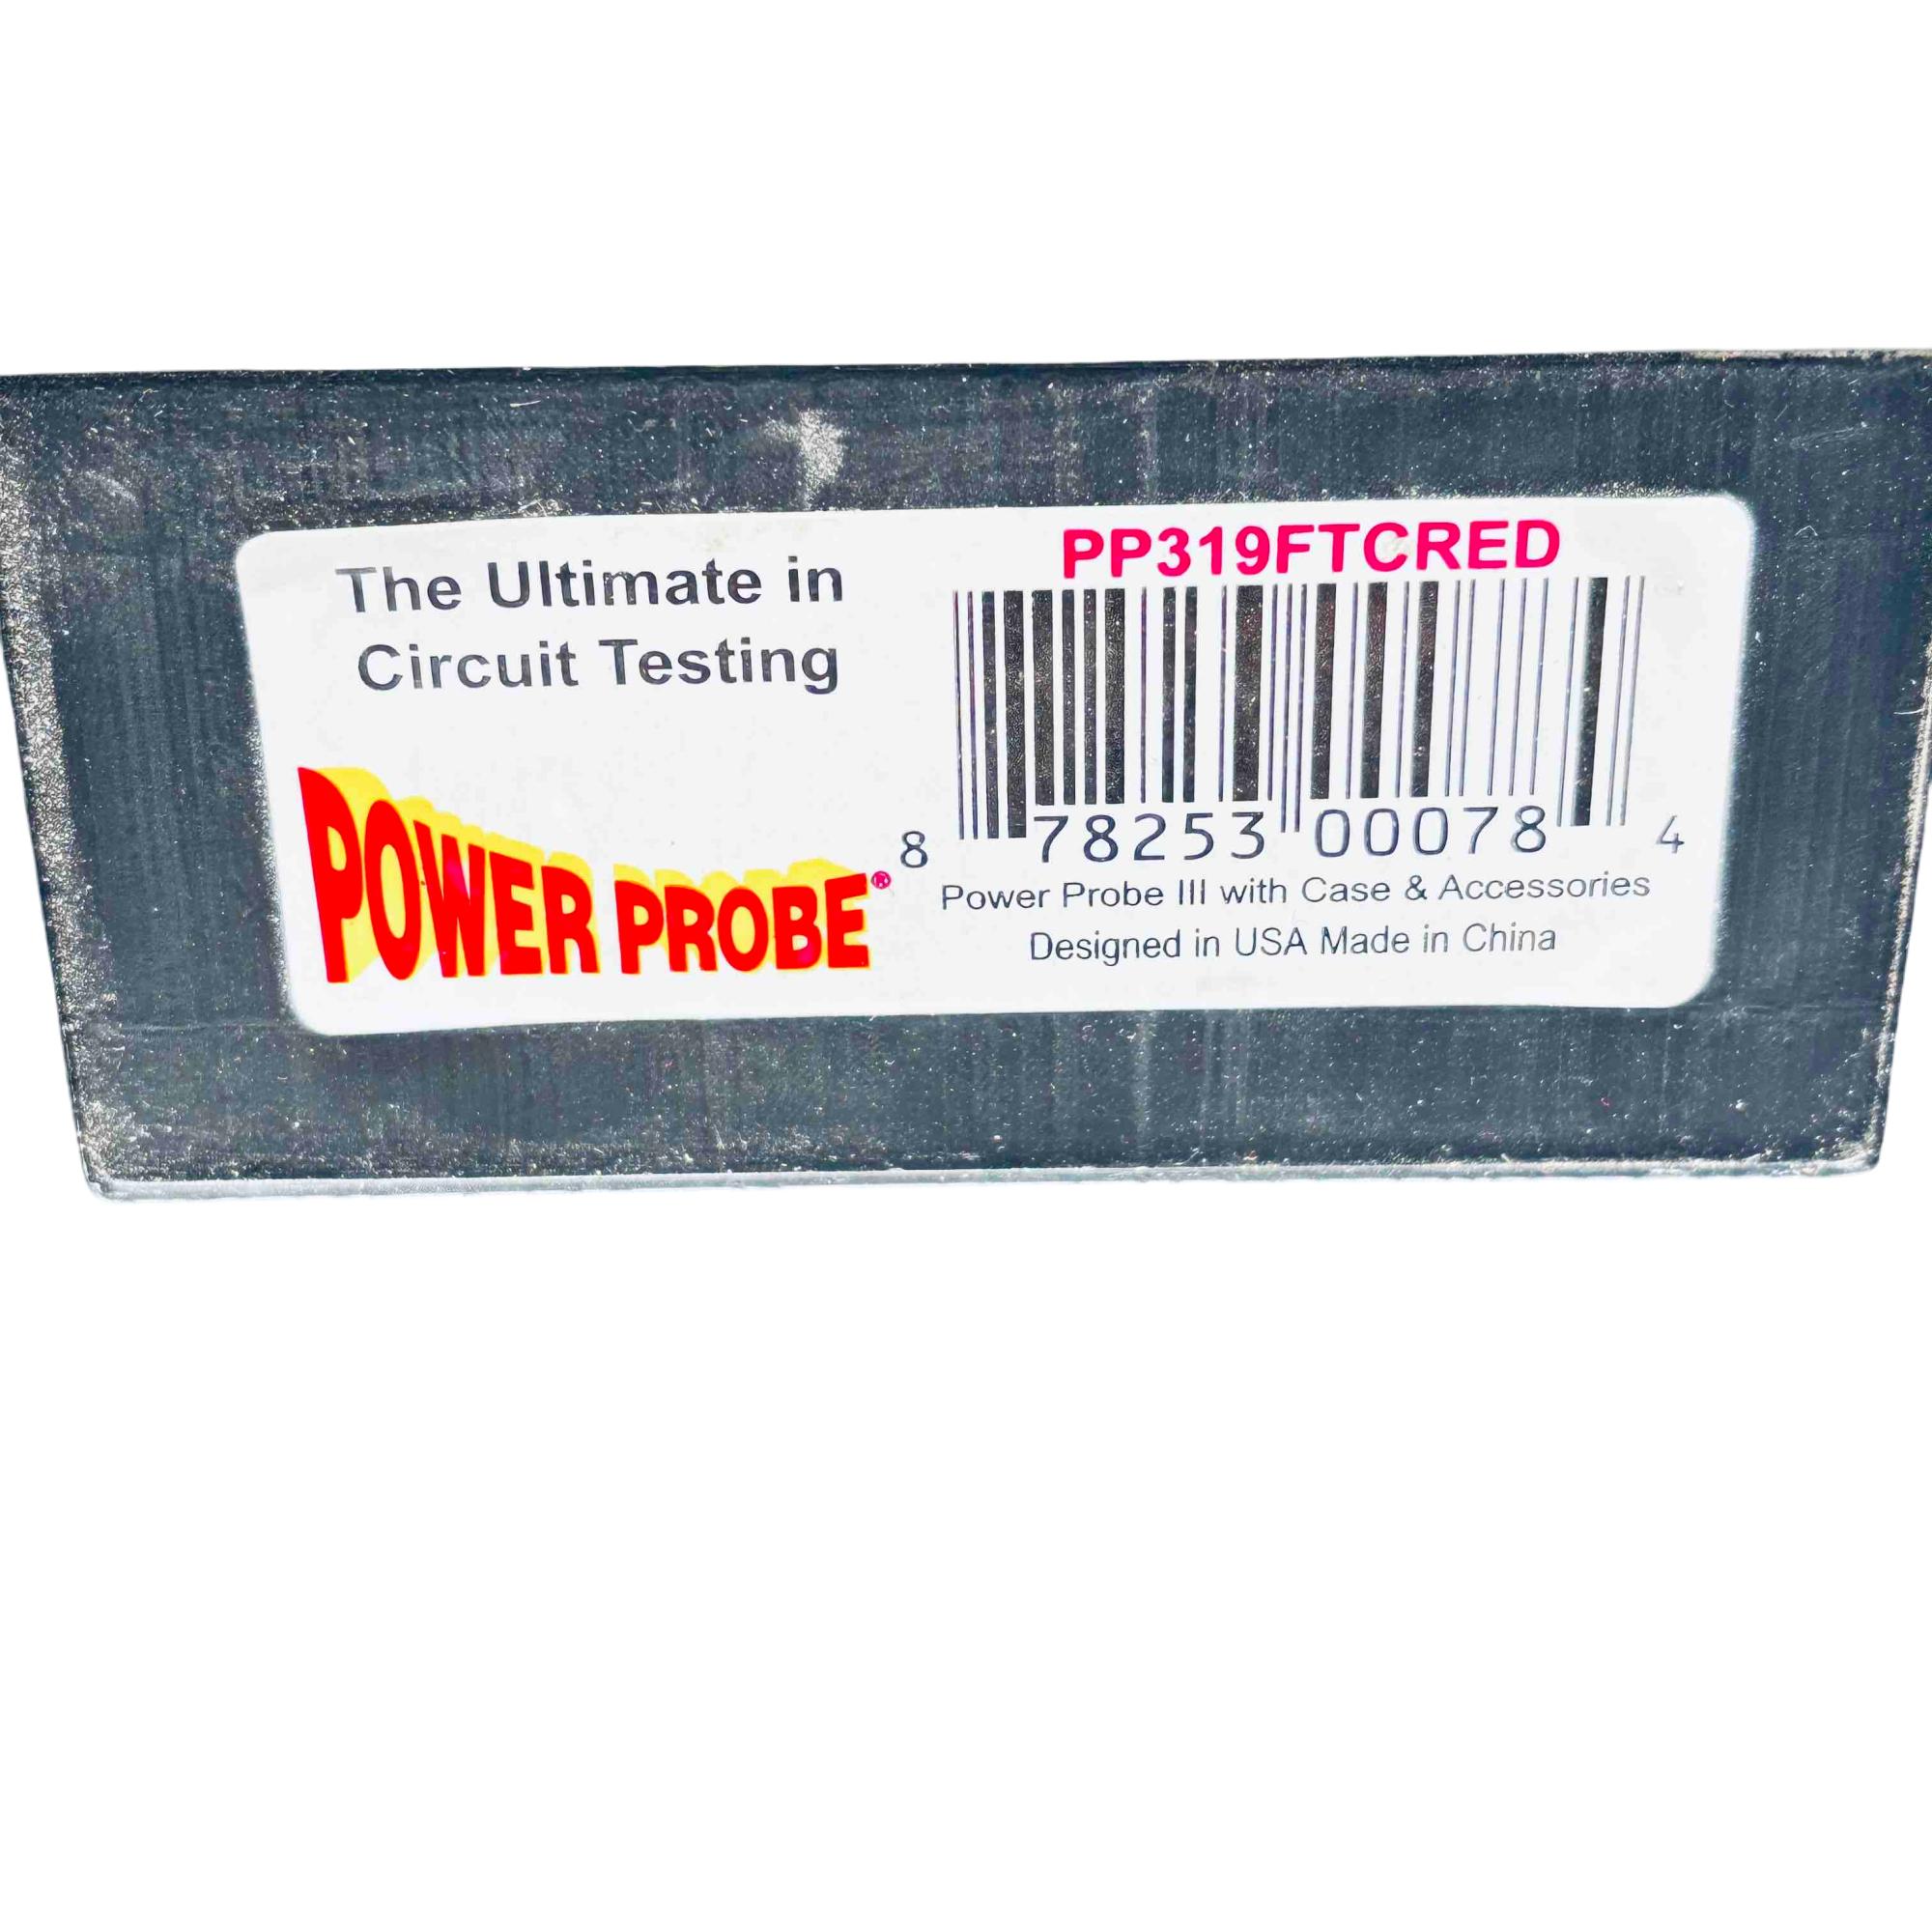 The Ultimate in
Circuit Testing
POWER PROBE®
PP319FTCRED
8 78253 00078 4
Power Probe III with Case & Accessories
Designed in USA Made in China